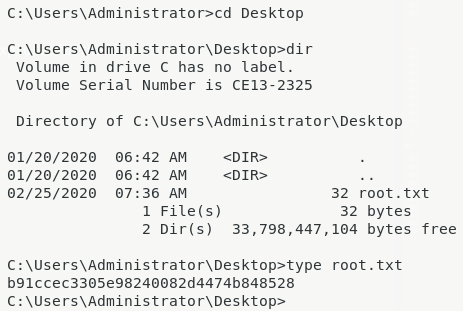 C:\Users\Administrator>cd Desktop
C:\Users\Administrator\Desktop>dir
 Volume in drive C has no label.
 Volume Serial Number is CE13-2325
 Directory of C:\Users\Administrator\Desktop
01/20/2020  06:42 AM    <DIR>          .
01/20/2020  06:42 AM    <DIR>          ..
02/25/2020  07:36 AM                32 root.txt
               1 File(s)             32 bytes
               2 Dir(s)  33,798,447,104 bytes free
C:\Users\Administrator\Desktop>type root.txt
b91ccec3305e98240082d4474b848528
C:\Users\Administrator\Desktop>